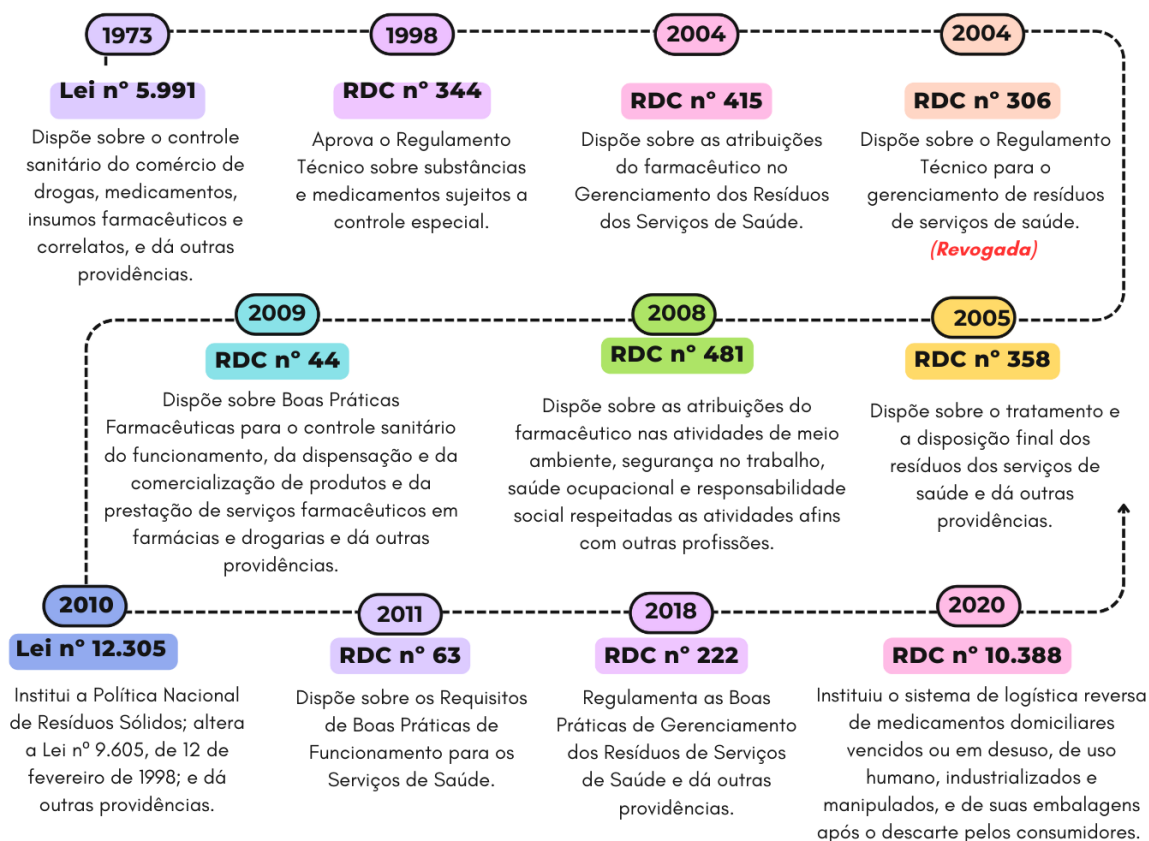 1973
Lei nº 5.991
Dispõe sobre o controle
sanitário do comércio de
drogas, medicamentos,
insumos farmacêuticos e
correlatos, e dá outras
providências.
1998
RDC nº 344
Aprova o Regulamento
Técnico sobre substâncias
e medicamentos sujeitos a
controle especial.
2004
RDC nº 415
Dispõe sobre as atribuições
do farmacêutico no
Gerenciamento dos Resíduos
dos Serviços de Saúde.
2004
RDC nº 306
Dispõe sobre o Regulamento
Técnico para o
gerenciamento de resíduos
de serviços de saúde.
(Revogada)
2005
RDC nº 358
Dispõe sobre o tratamento e
a disposição final dos
resíduos dos serviços de
saúde e dá outras
providências.
2008
RDC nº 481
Dispõe sobre as atribuições do
farmacêutico nas atividades de meio
ambiente, segurança no trabalho,
saúde ocupacional e responsabilidade
social respeitadas as atividades afins
com outras profissões.
2009
RDC nº 44
Dispõe sobre Boas Práticas
Farmacêuticas para o controle sanitário
do funcionamento, da dispensação e da
comercialização de produtos e da
prestação de serviços farmacêuticos em
farmácias e drogarias e dá outras
providências.
2010
Lei nº 12.305
Institui a Política Nacional
de Resíduos Sólidos; altera
a Lei nº 9.605, de 12 de
fevereiro de 1998; e dá
outras providências.
2011
RDC nº 63
Dispõe sobre os Requisitos
de Boas Práticas de
Funcionamento para os
Serviços de Saúde.
2018
RDC nº 222
Regulamenta as Boas
Práticas de Gerenciamento
dos Resíduos de Serviços
de Saúde e dá outras
providências.
2020
RDC nº 10.388
Instituiu o sistema de logística reversa
de medicamentos domiciliares
vencidos ou em desuso, de uso
humano, industrializados e
manipulados, e de suas embalagens
após o descarte pelos consumidores.